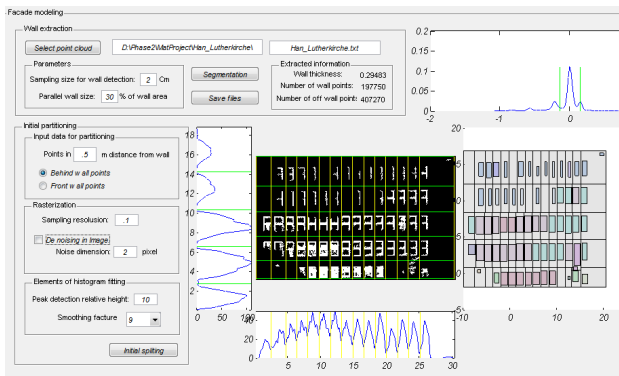 Facade modeling
Wall extraction
Select point cloud D:\Phase2\MatProject\Han_Lutherkirche\ Han_Lutherkirche.txt
Parameters
Sampling size for wall detection: 2 Cm
Parallel wall size: 30 % of wall area
Segmentation
Save files
Extracted information
Wall thickness: 0.29483
Number of wall points: 197750
Number of off wall point: 407270
0.2
0.15
0.1
0.05
0
-2 -1 0
Initial partitioning
Input data for partitioning
Points in .5 m distance from wall
Behind w all points
Front w all points
Rasterization
Sampling resoluition: .1
De noising in Image.
Noise dimension: 2 pixel
Elements of histogram fitting
Peak detection relative height: 10
Smoothing facture 9
Initial spliting
18
16
14
12
10
8
6
4
2
0 50 100
40
20
0
5 10 15 20 25 30
20
15
10
5
0
-5
-10 0 10 20